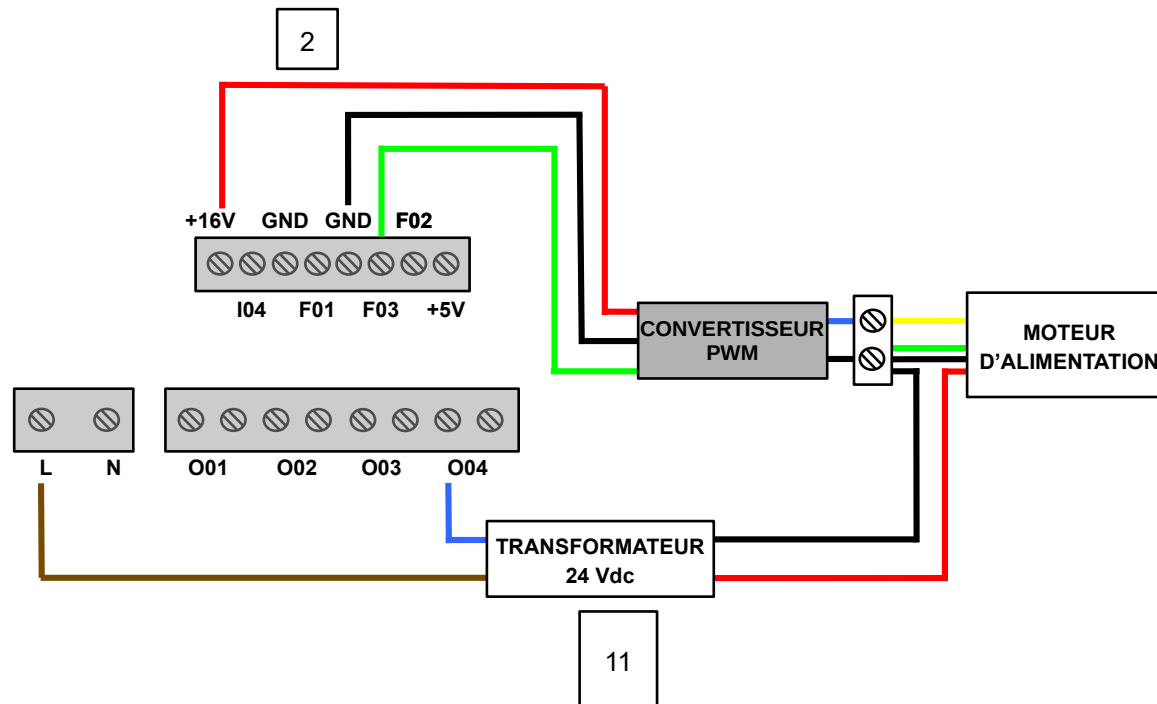 2
+16V GND GND F02
I04 F01 F03 +5V
CONVERTISSEUR
PWM
MOTEUR
D'ALIMENTATION
L N O01 O02 O03 O04
TRANSFORMATEUR
24 Vdc
11